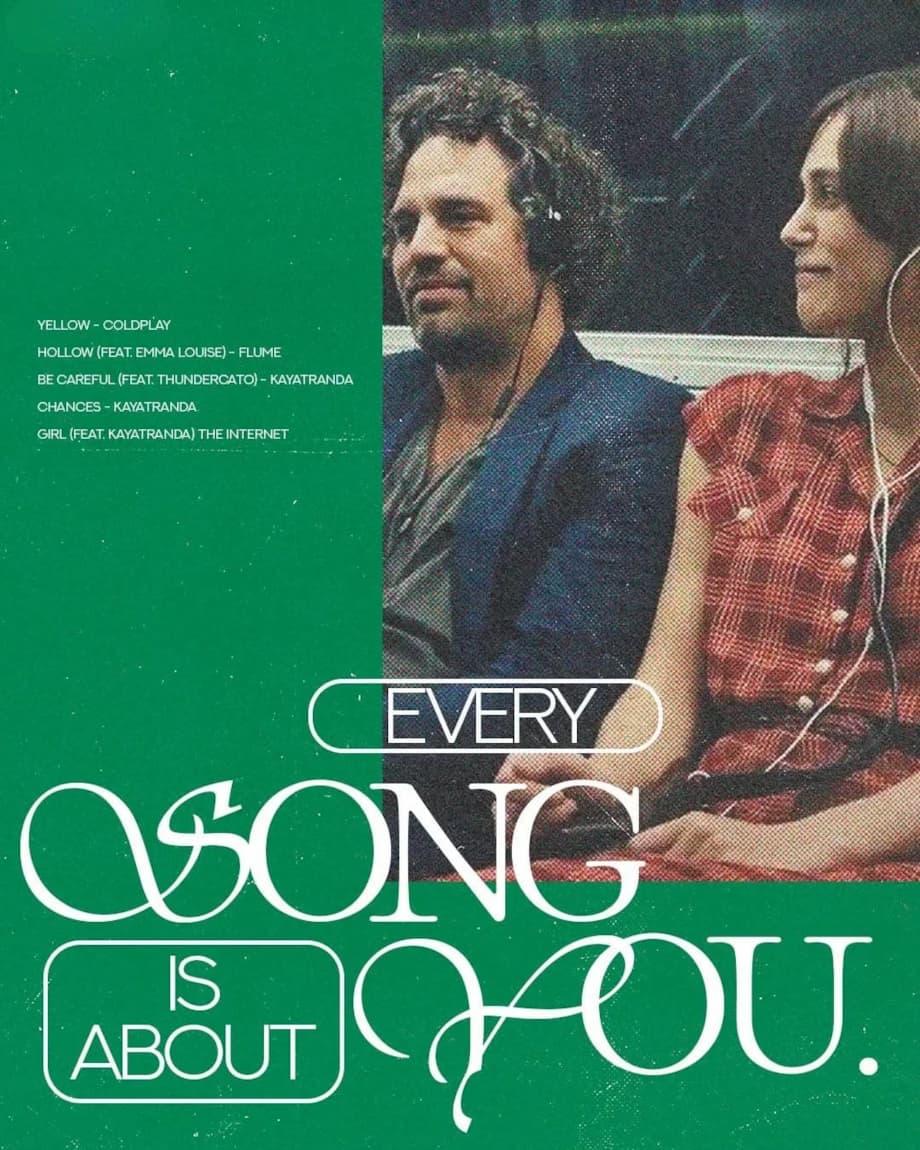 YELLOW - COLDPLAY
HOLLOW (FEAT. EMMA LOUISE) - FLUME
BE CAREFUL (FEAT. THUNDERCATO) - KAYATRANDA
CHANCES - KAYATRANDA
GIRL (FEAT. KAYATRANDA) THE INTERNET
EVERY
SONG
IS
ABOUT
YOU.